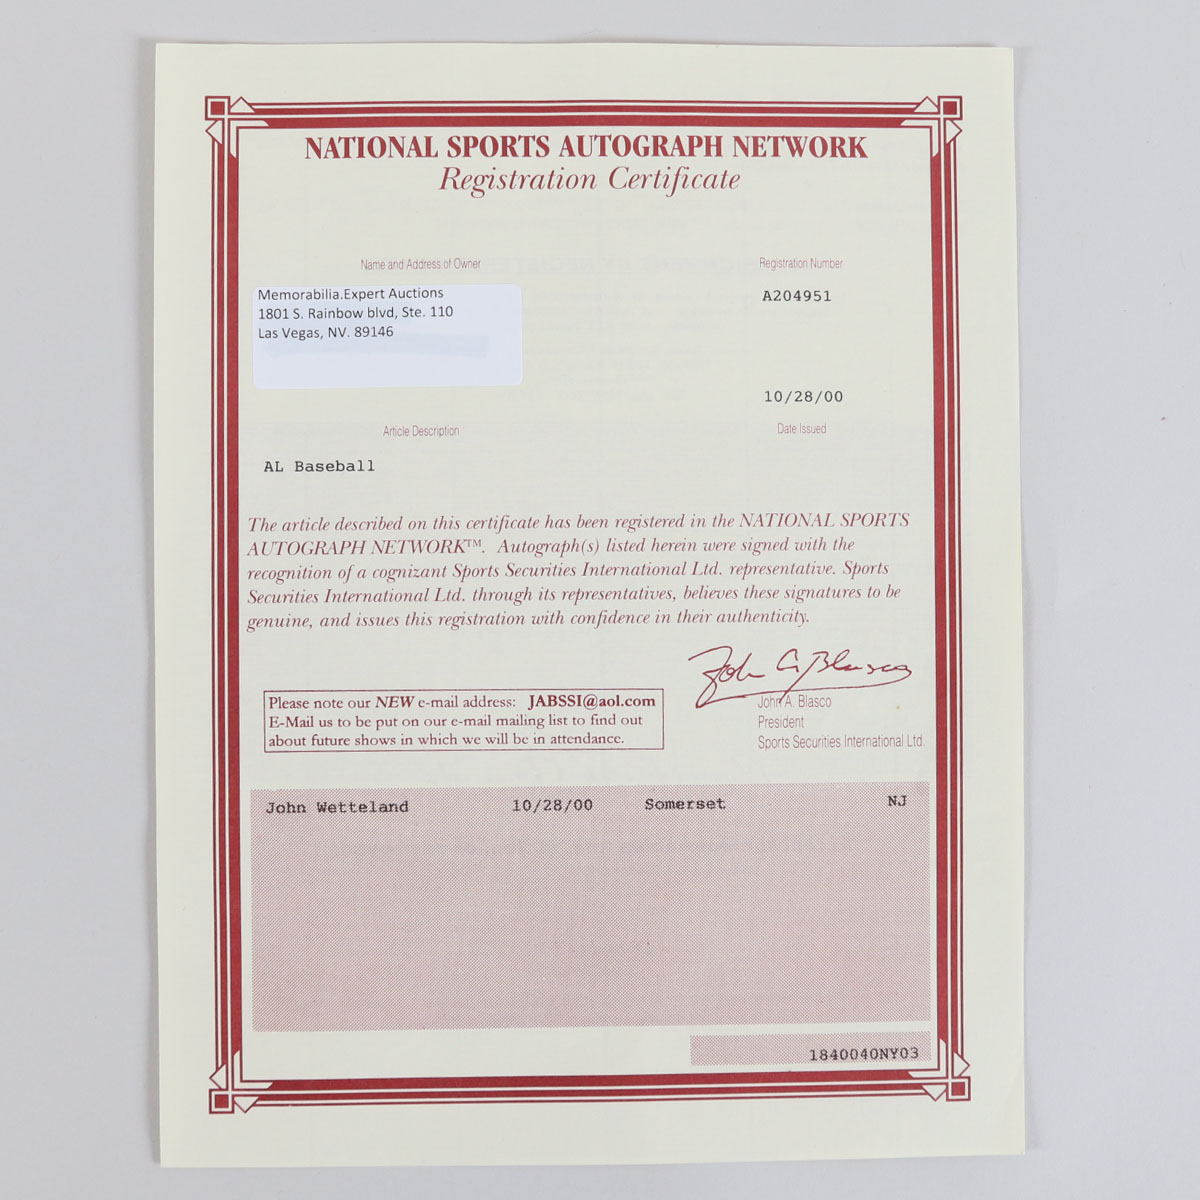 NATIONAL SPORTS AUTOGRAPH NETWORK
Registration Certificate
Name and Address of Owner
Registration Number
Memorabilia.Expert Auctions
1801 S. Rainbow blvd, Ste. 110
Las Vegas, NV. 89146
A204951
10/28/00
Date Issued
Article Description
AL Baseball
The article described on this certificate has been registered in the NATIONAL SPORTS
AUTOGRAPH NETWORK™. Autograph(s) listed herein were signed with the
recognition of a cognizant Sports Securities International Ltd. representative. Sports
Securities International Ltd. through its representatives, believes these signatures to be
genuine, and issues this registration with confidence in their authenticity.
John A. Blasco
John A. Blasco
President
Sports Securities International Ltd.
Please note our NEW e-mail address: JABSSI@aol.com
E-Mail us to be put on our e-mail mailing list to find out
about future shows in which we will be in attendance.
John Wetteland 10/28/00 Somerset NJ
1840040NY03